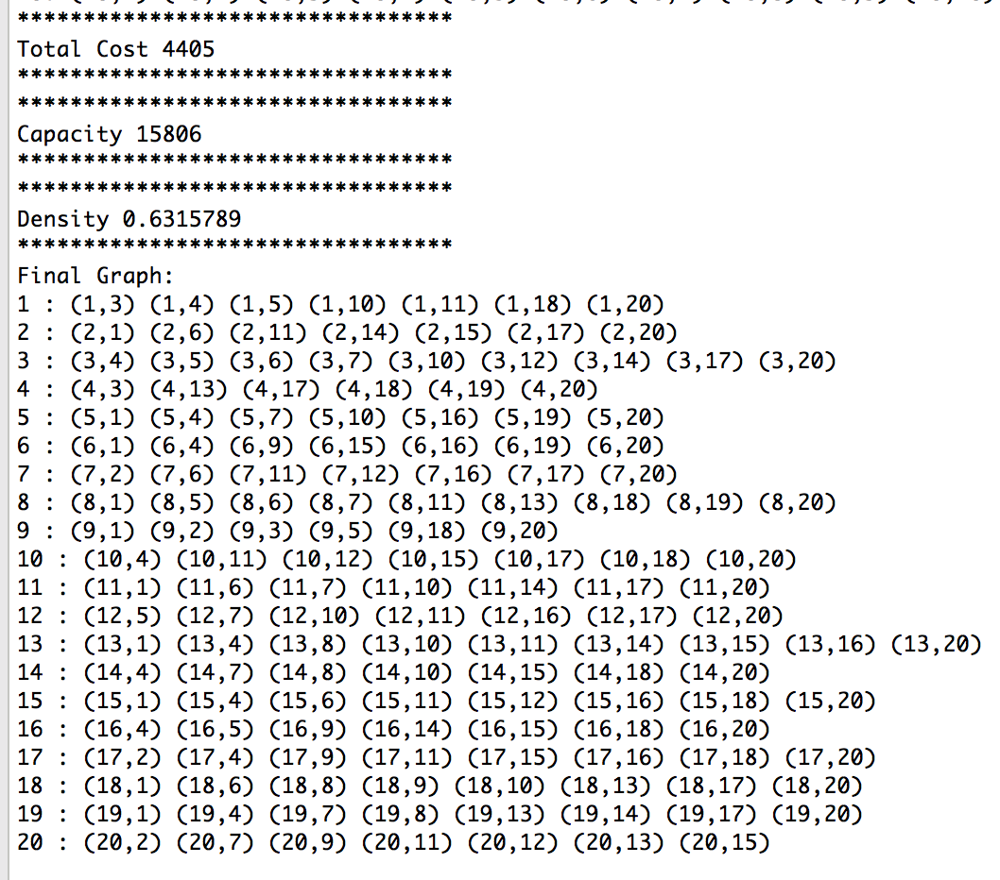 *********************************
Total Cost 4405
*********************************
*********************************
Capacity 15806
*********************************
*********************************
Density 0.6315789
*********************************
Final Graph:
1 : (1,3) (1,4) (1,5) (1,10) (1,11) (1,18) (1,20)
2 : (2,1) (2,6) (2,11) (2,14) (2,15) (2,17) (2,20)
3 : (3,4) (3,5) (3,6) (3,7) (3,10) (3,12) (3,14) (3,17) (3,20)
4 : (4,3) (4,13) (4,17) (4,18) (4,19) (4,20)
5 : (5,1) (5,4) (5,7) (5,10) (5,16) (5,19) (5,20)
6 : (6,1) (6,4) (6,9) (6,15) (6,16) (6,19) (6,20)
7 : (7,2) (7,6) (7,11) (7,12) (7,16) (7,17) (7,20)
8 : (8,1) (8,5) (8,6) (8,7) (8,11) (8,13) (8,18) (8,19) (8,20)
9 : (9,1) (9,2) (9,3) (9,5) (9,18) (9,20)
10 : (10,4) (10,11) (10,12) (10,15) (10,17) (10,18) (10,20)
11 : (11,1) (11,6) (11,7) (11,10) (11,14) (11,17) (11,20)
12 : (12,5) (12,7) (12,10) (12,11) (12,16) (12,17) (12,20)
13 : (13,1) (13,4) (13,8) (13,10) (13,11) (13,14) (13,15) (13,16) (13,20)
14 : (14,4) (14,7) (14,8) (14,10) (14,15) (14,18) (14,20)
15 : (15,1) (15,4) (15,6) (15,11) (15,12) (15,16) (15,18) (15,20)
16 : (16,4) (16,5) (16,9) (16,14) (16,15) (16,18) (16,20)
17 : (17,2) (17,4) (17,9) (17,11) (17,15) (17,16) (17,18) (17,20)
18 : (18,1) (18,6) (18,8) (18,9) (18,10) (18,13) (18,17) (18,20)
19 : (19,1) (19,4) (19,7) (19,8) (19,13) (19,14) (19,17) (19,20)
20 : (20,2) (20,7) (20,9) (20,11) (20,12) (20,13) (20,15)